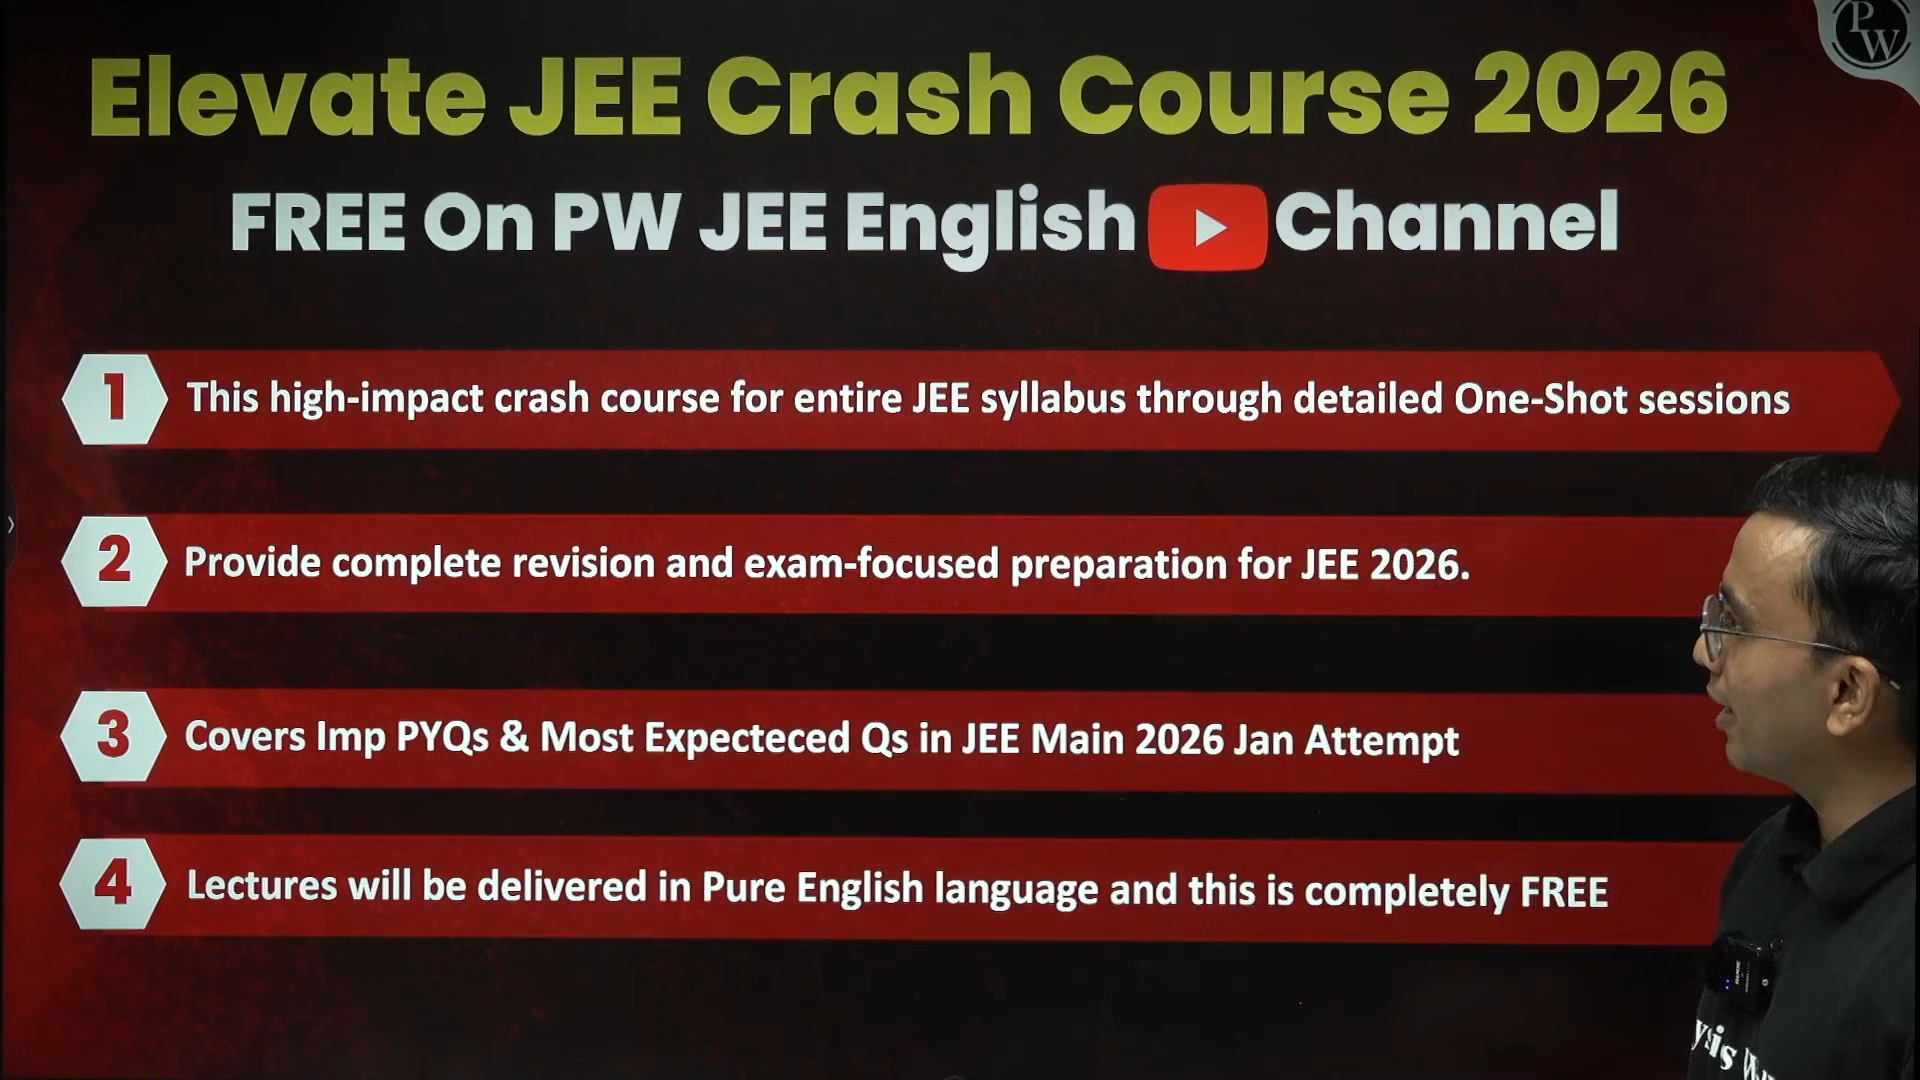 PW
Elevate JEE Crash Course 2026
FREE On PW JEE English Channel
1 This high-impact crash course for entire JEE syllabus through detailed One-Shot sessions
2 Provide complete revision and exam-focused preparation for JEE 2026.
3 Covers Imp PYQs & Most Expecteced Qs in JEE Main 2026 Jan Attempt
4 Lectures will be delivered in Pure English language and this is completely FREE